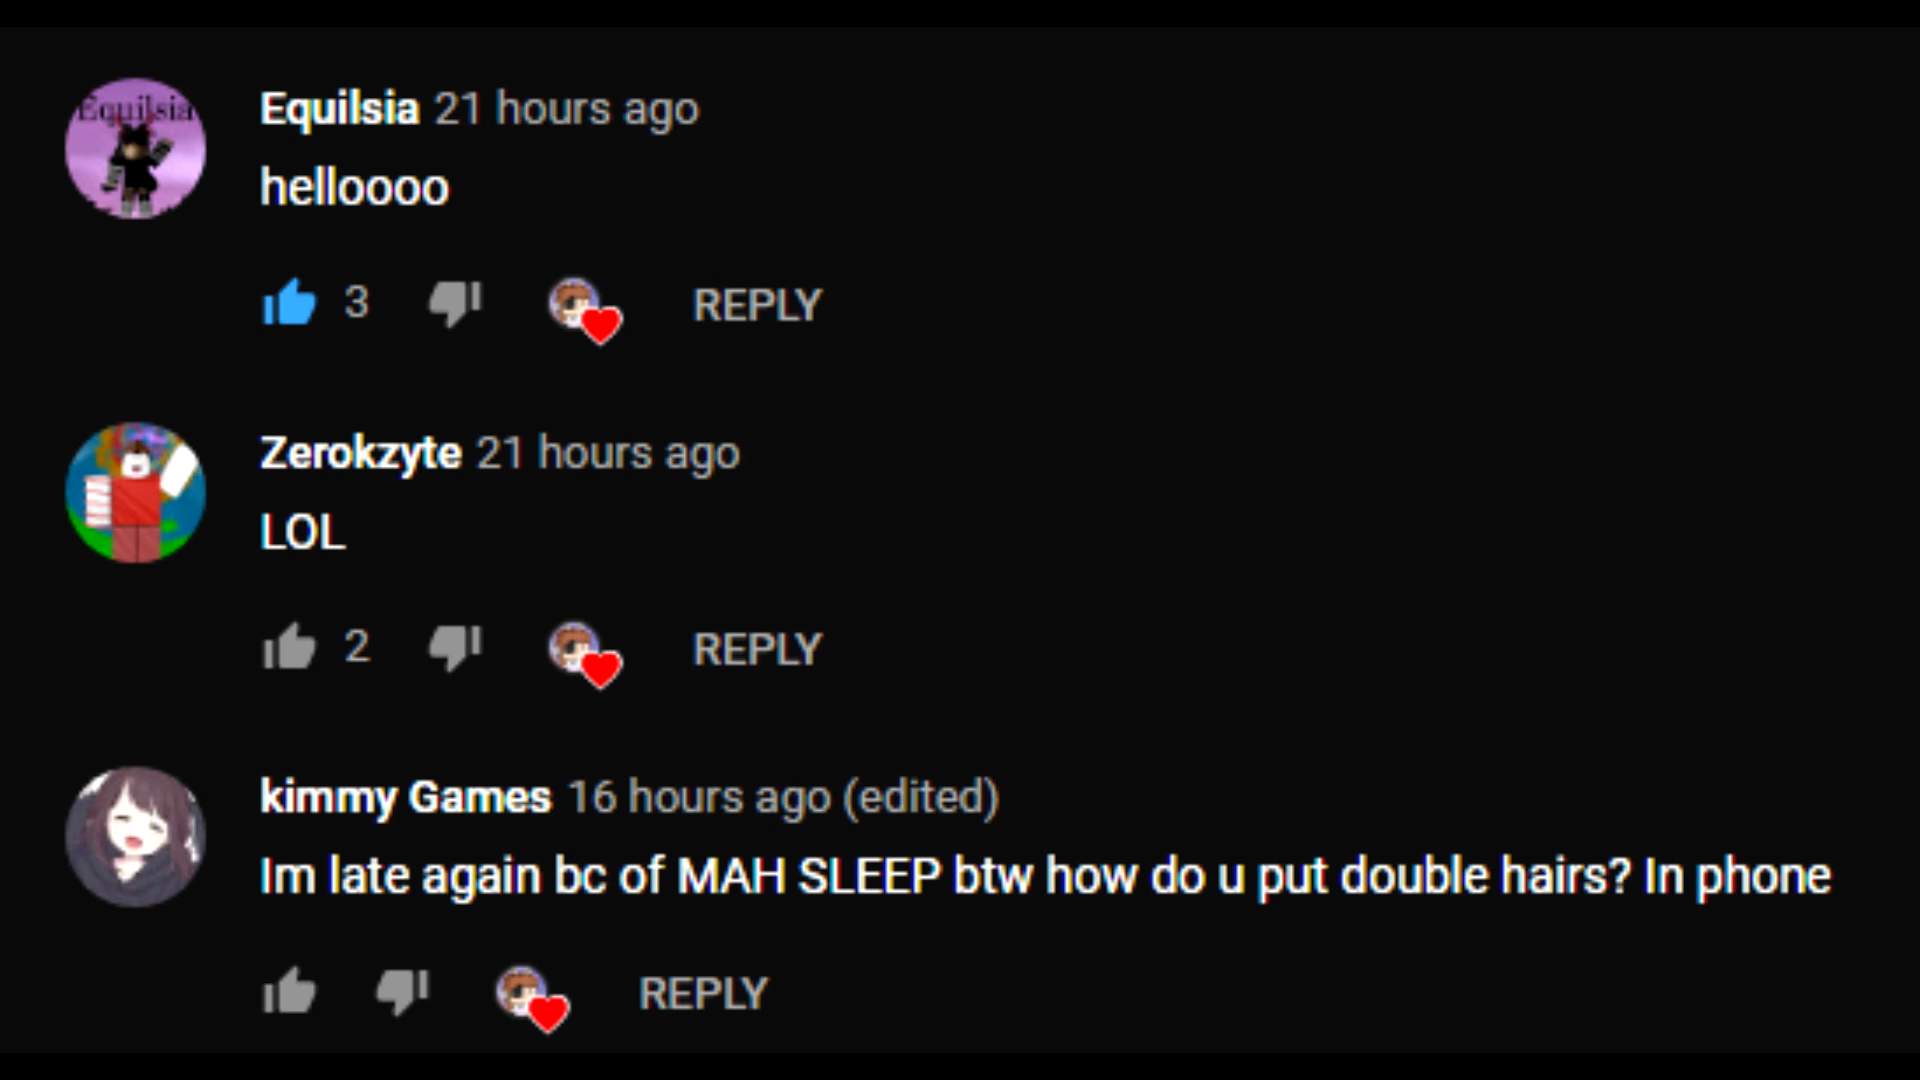 Equilsia
Equilsia 21 hours ago
helloooo
3 REPLY
Zerokzyte 21 hours ago
LOL
2 REPLY
kimmy Games 16 hours ago (edited)
Im late again bc of MAH SLEEP btw how do u put double hairs? In phone
REPLY